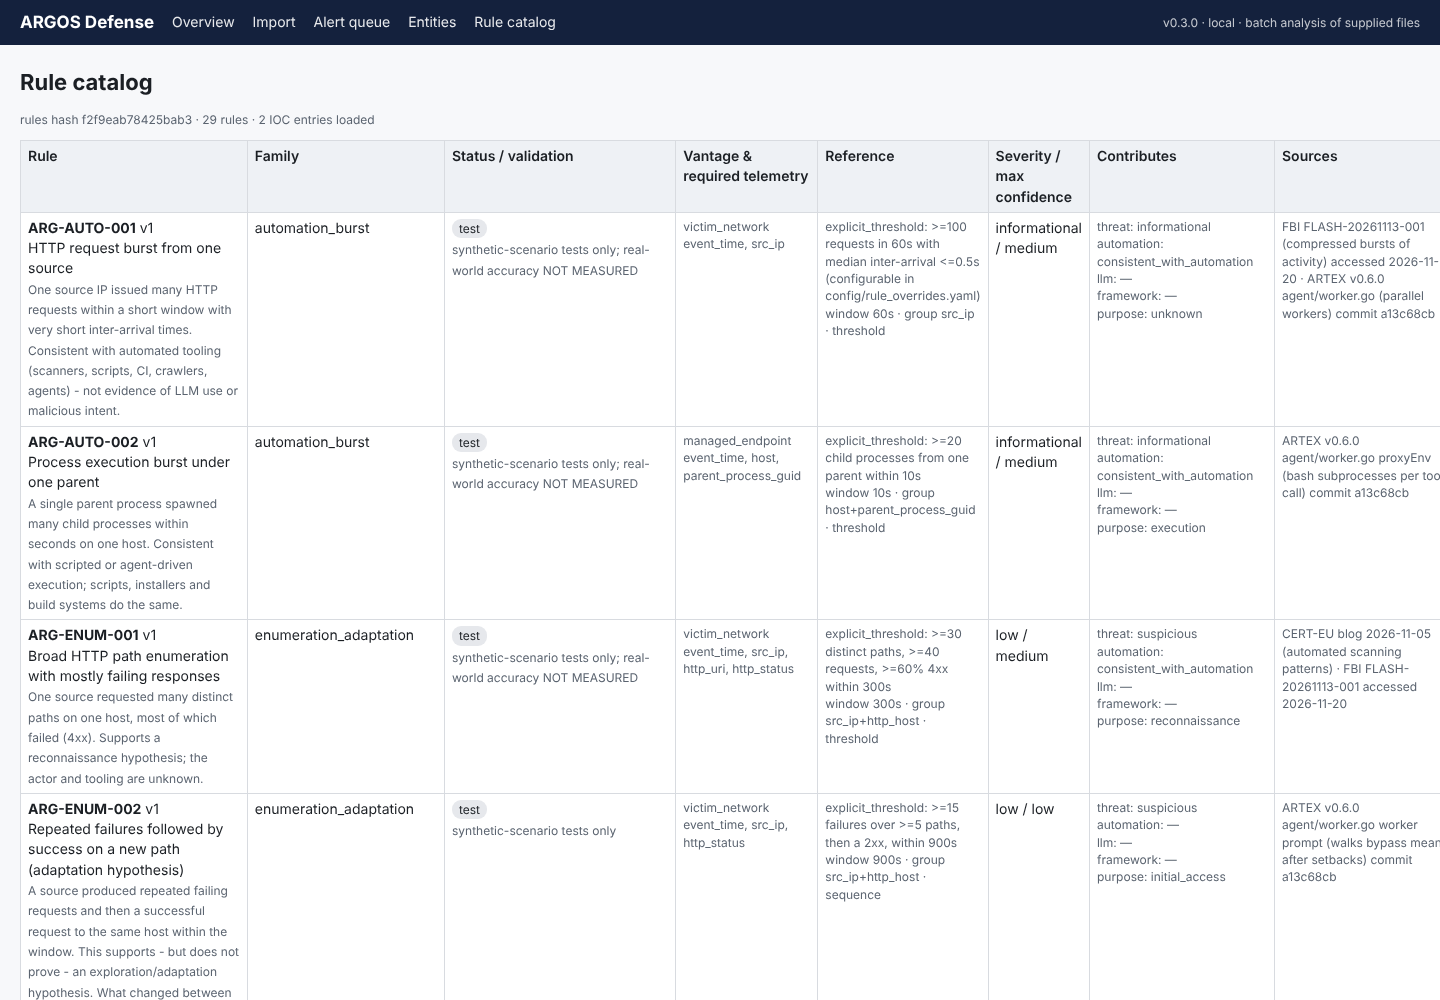 ARGOS Defense Overview Import Alert queue Entities Rule catalog v0.3.0 · local · batch analysis of supplied files
Rule catalog
rules hash f2f9eab78425bab3 · 29 rules · 2 IOC entries loaded
Rule
Family
Status / validation
Vantage &
required telemetry
Reference
Severity /
max
confidence
Contributes
Sources
ARG-AUTO-001 v1
HTTP request burst from one
source
One source IP issued many HTTP
requests within a short window with
very short inter-arrival times.
Consistent with automated tooling
(scanners, scripts, CI, crawlers,
agents) - not evidence of LLM use or
malicious intent.
automation_burst
test
synthetic-scenario tests only; real-
world accuracy NOT MEASURED
victim_network
event_time, src_ip
explicit_threshold: >=100
requests in 60s with
median inter-arrival <=0.5s
(configurable in
config/rule_overrides.yaml)
window 60s · group src_ip
· threshold
informational
/ medium
threat: informational
automation:
consistent_with_automation
llm: —
framework: —
purpose: unknown
FBI FLASH-20261113-001
(compressed bursts of
activity) accessed 2026-11-
20 · ARTEX v0.6.0
agent/worker.go (parallel
workers) commit a13c68cb
ARG-AUTO-002 v1
Process execution burst under
one parent
A single parent process spawned
many child processes within
seconds on one host. Consistent
with scripted or agent-driven
execution; scripts, installers and
build systems do the same.
automation_burst
test
synthetic-scenario tests only; real-
world accuracy NOT MEASURED
managed_endpoint
event_time, host,
parent_process_guid
explicit_threshold: >=20
child processes from one
parent within 10s
window 10s · group
host+parent_process_guid
· threshold
informational
/ medium
threat: informational
automation:
consistent_with_automation
llm: —
framework: —
purpose: execution
ARTEX v0.6.0
agent/worker.go proxyEnv
(bash subprocesses per too
call) commit a13c68cb
ARG-ENUM-001 v1
Broad HTTP path enumeration
with mostly failing responses
One source requested many distinct
paths on one host, most of which
failed (4xx). Supports a
reconnaissance hypothesis; the
actor and tooling are unknown.
enumeration_adaptation
test
synthetic-scenario tests only; real-
world accuracy NOT MEASURED
victim_network
event_time, src_ip,
http_uri, http_status
explicit_threshold: >=30
distinct paths, >=40
requests, >=60% 4xx
within 300s
window 300s · group
src_ip+http_host ·
threshold
low /
medium
threat: suspicious
automation:
consistent_with_automation
llm: —
framework: —
purpose: reconnaissance
CERT-EU blog 2026-11-05
(automated scanning
patterns) · FBI FLASH-
20261113-001 accessed
2026-11-20
ARG-ENUM-002 v1
Repeated failures followed by
success on a new path
(adaptation hypothesis)
A source produced repeated failing
requests and then a successful
request to the same host within the
window. This supports - but does not
prove - an exploration/adaptation
hypothesis. What changed between
enumeration_adaptation
test
synthetic-scenario tests only
victim_network
event_time, src_ip,
http_status
explicit_threshold: >=15
failures over >=5 paths,
then a 2xx, within 900s
window 900s · group
src_ip+http_host ·
sequence
low / low
threat: suspicious
automation: —
llm: —
framework: —
purpose: initial_access
ARTEX v0.6.0
agent/worker.go worker
prompt (walks bypass mean
after setbacks) commit
a13c68cb